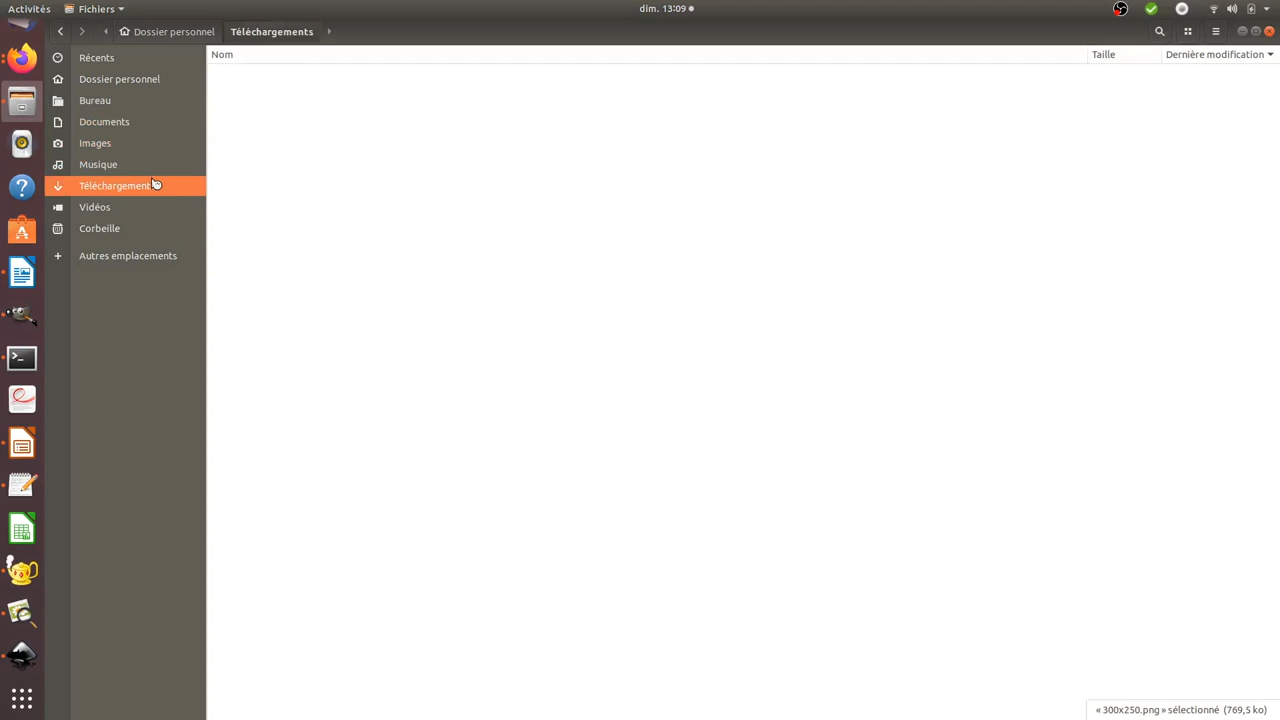 Activités
Fichiers
dim. 13:09
Dossier personnel
Téléchargements
Nom
Taille
Dernière modification
Récents
Dossier personnel
Bureau
Documents
Images
Musique
Téléchargements
Vidéos
Corbeille
Autres emplacements
« 300x250.png » sélectionné (769,5 ko)